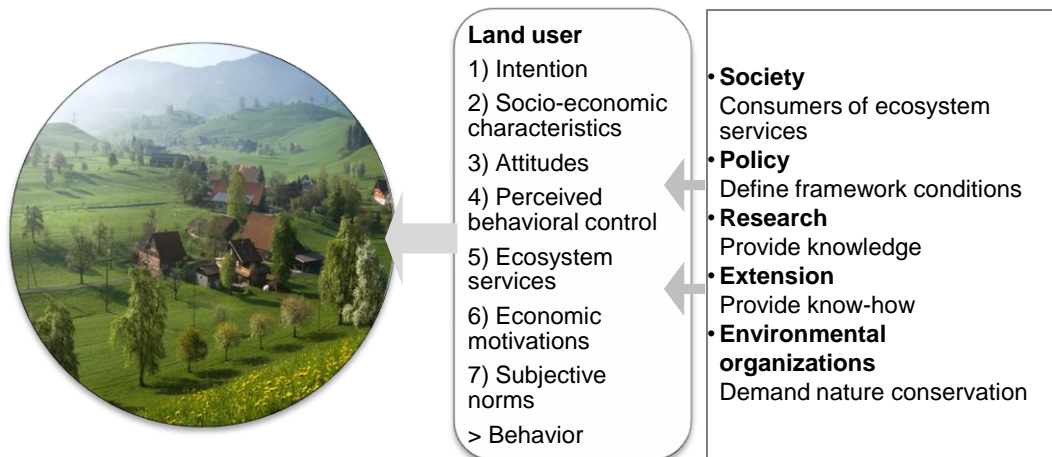 Land user
1) Intention
2) Socio-economic
characteristics
3) Attitudes
4) Perceived
behavioral control
5) Ecosystem
services
6) Economic
motivations
7) Subjective
norms
> Behavior
• Society
Consumers of ecosystem
services
• Policy
Define framework conditions
• Research
Provide knowledge
• Extension
Provide know-how
• Environmental
organizations
Demand nature conservation